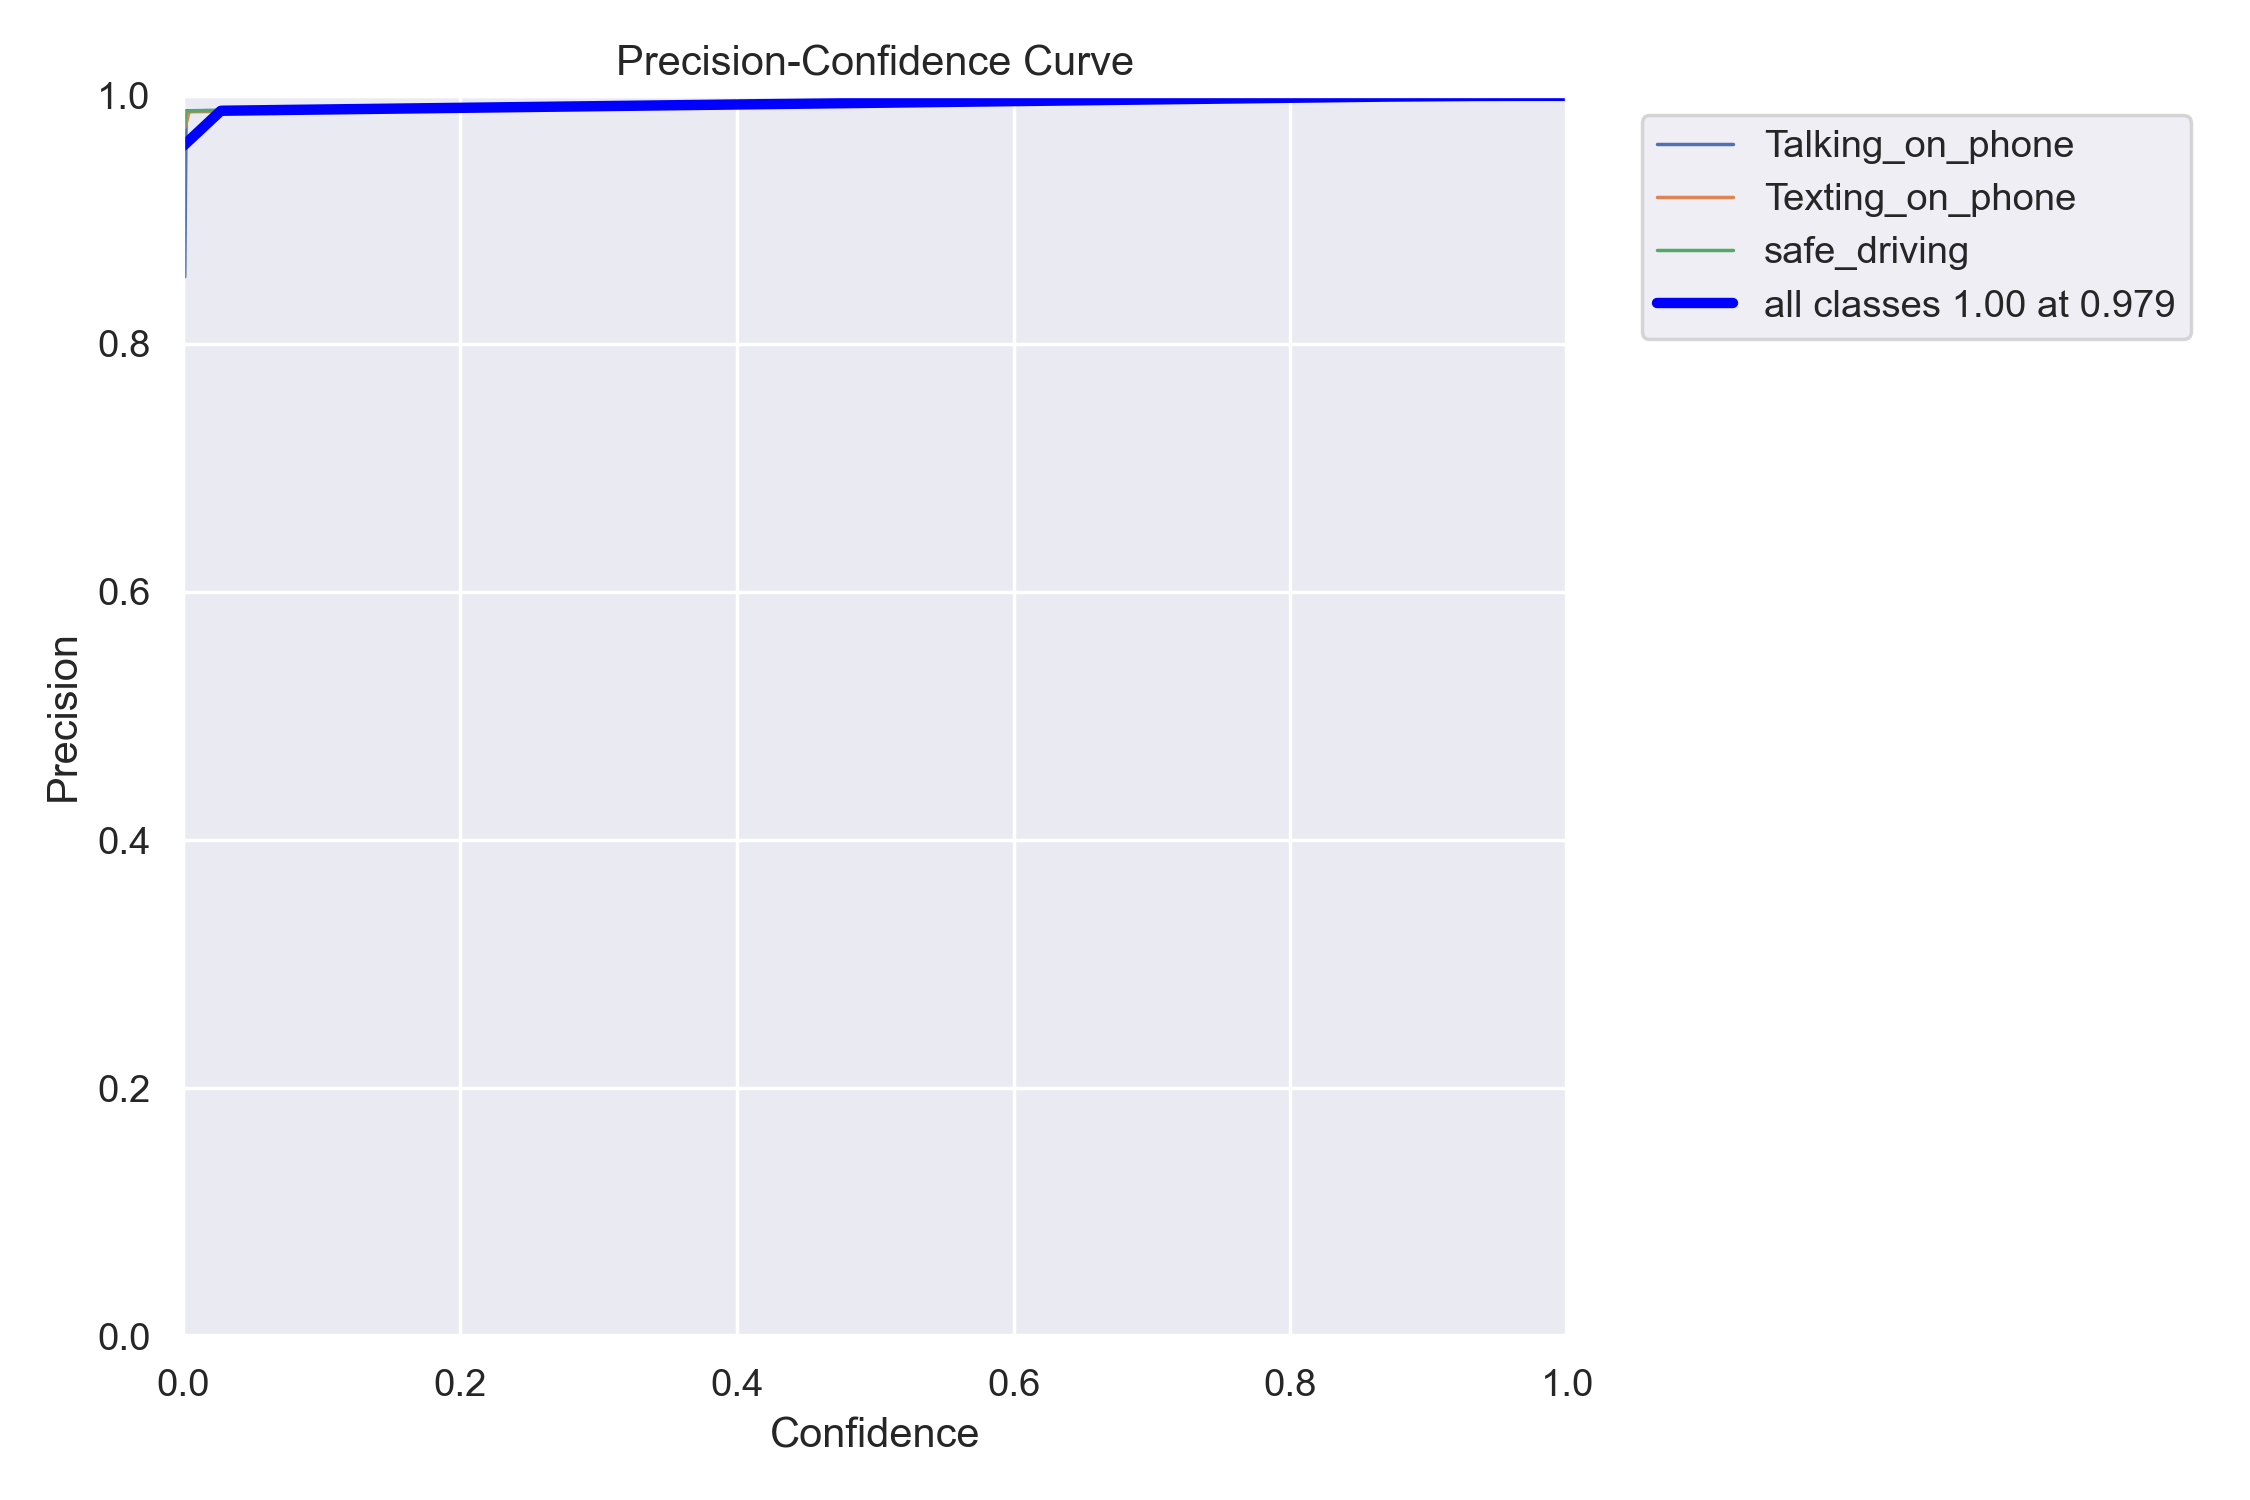 Precision-Confidence Curve
1.0
0.8
0.6
0.4
0.2
0.0
Precision
0.0 0.2 0.4 0.6 0.8 1.0
Confidence
Talking_on_phone
Texting_on_phone
safe_driving
all classes 1.00 at 0.979